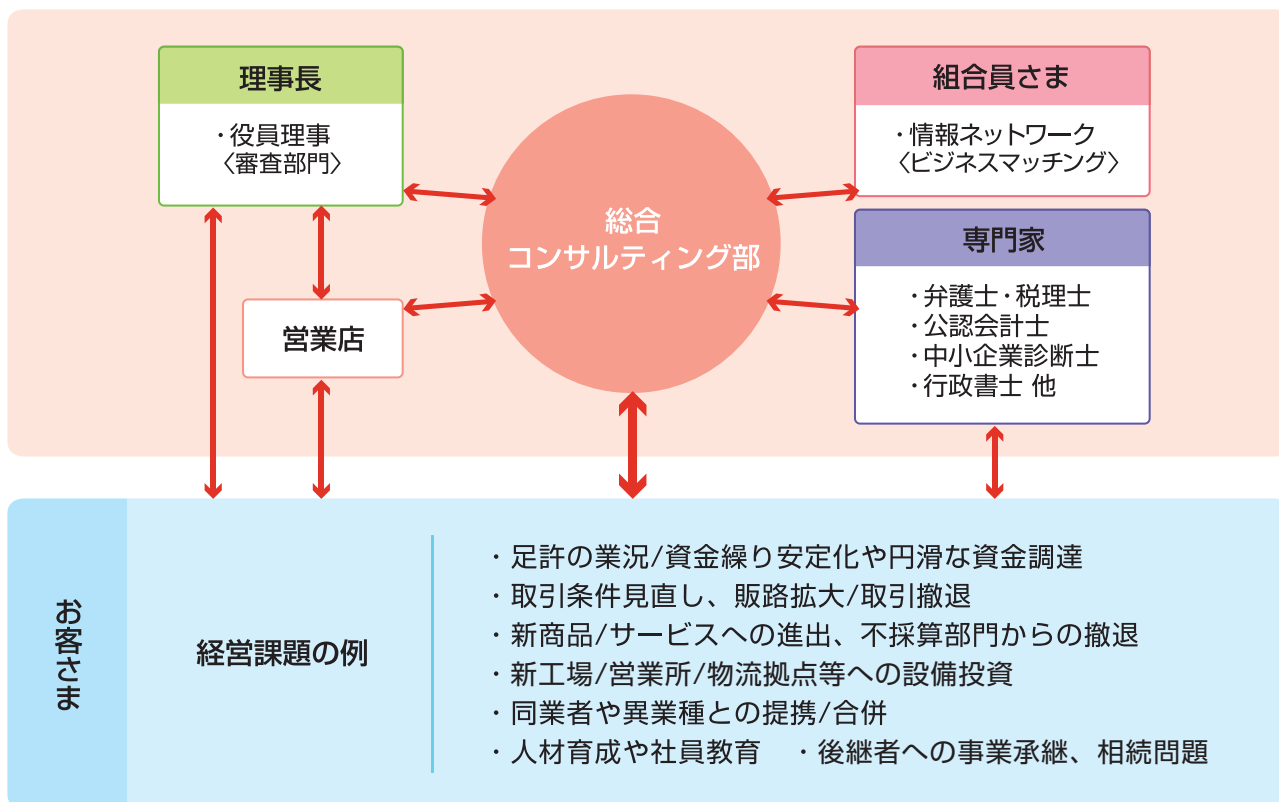 理事長
・役員理事
〈審査部門〉
組合員さま
・情報ネットワーク
〈ビジネスマッチング〉
総合
コンサルティング部
専門家
・弁護士・税理士
・公認会計士
・中小企業診断士
・行政書士 他
営業店
お客さま
経営課題の例
・足許の業況/資金繰り安定化や円滑な資金調達
・取引条件見直し、販路拡大/取引撤退
・新商品/サービスへの進出、不採算部門からの撤退
・新工場/営業所/物流拠点等への設備投資
・同業者や異業種との提携/合併
・人材育成や社員教育　・後継者への事業承継、相続問題